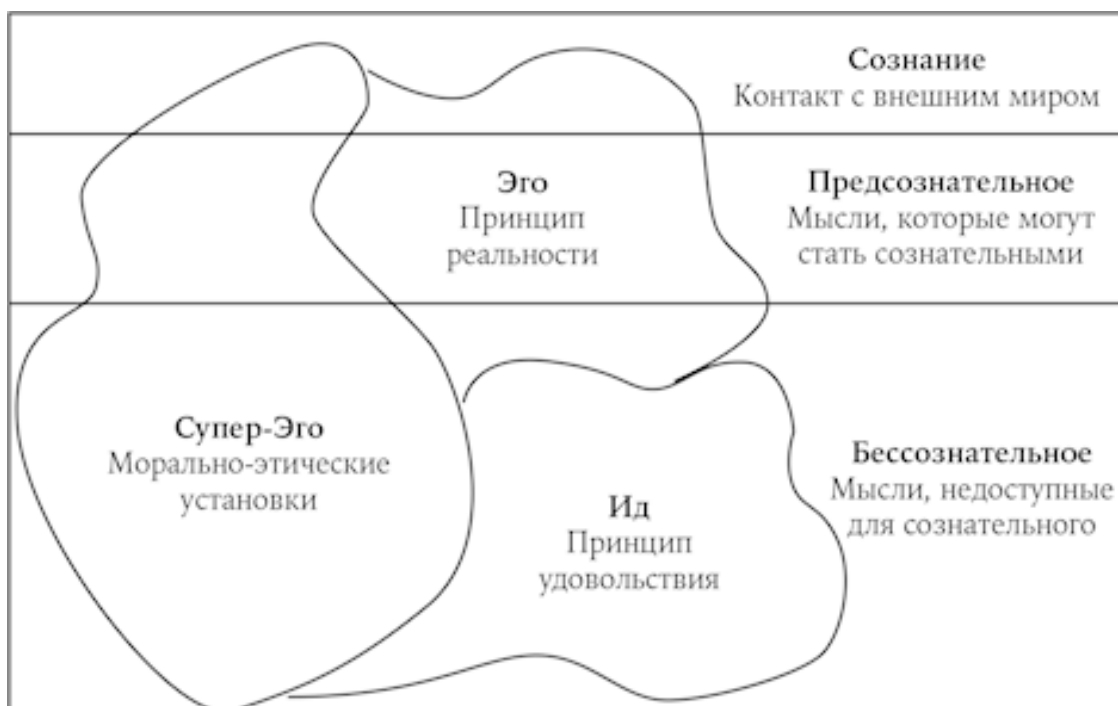 Сознание
Контакт с внешним миром
Эго
Принцип
реальности
Предсознательное
Мысли, которые могут
стать сознательными
Супер-Эго
Морально-этические
установки
Ид
Принцип
удовольствия
Бессознательное
Мысли, недоступные
для сознательного